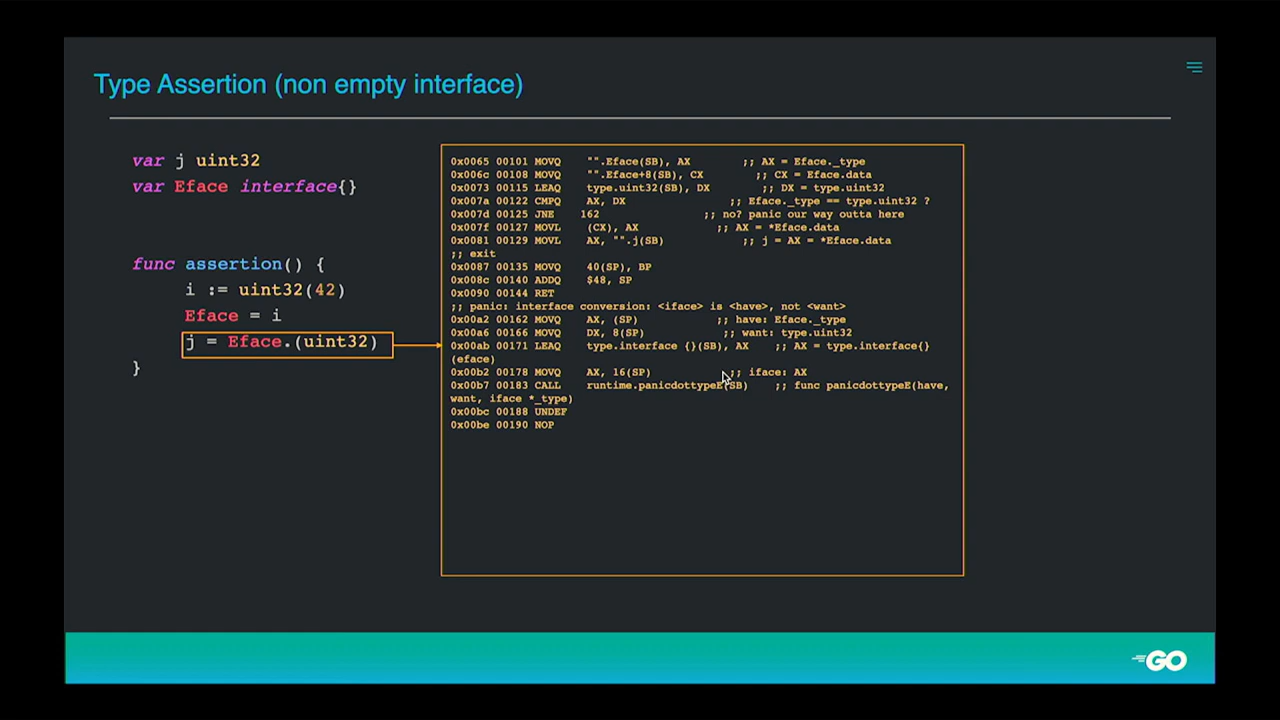 Type Assertion (non empty interface)
var j uint32
var Eface interface{}
func assertion() {
i := uint32(42)
Eface = i
j = Eface.(uint32)
}
0x0065 00101 MOVQ "".Eface(SB), AX ;; AX = Eface._type
0x006c 00108 MOVQ "".Eface+8(SB), CX ;; CX = Eface.data
0x0073 00115 LEAQ type.uint32(SB), DX ;; DX = type.uint32
0x007a 00122 CMPQ AX, DX ;; Eface._type == type.uint32 ?
0x007d 00125 JNE 162 ;; no? panic our way outta here
0x007f 00127 MOVL (CX), AX ;; AX = *Eface.data
0x0081 00129 MOVL AX, "".j(SB) ;; j = AX = *Eface.data
;; exit
0x0087 00135 MOVQ 40(SP), BP
0x008c 00140 ADDQ $48, SP
0x0090 00144 RET
;; panic: interface conversion: <iface> is <have>, not <want>
0x00a2 00162 MOVQ AX, (SP) ;; have: Eface._type
0x00a6 00166 MOVQ DX, 8(SP) ;; want: type.uint32
0x00ab 00171 LEAQ type.interface {}(SB), AX ;; AX = type.interface{}
(eface)
0x00b2 00178 MOVQ AX, 16(SP) ;; iface: AX
0x00b7 00183 CALL runtime.panicdottypeE(SB) ;; func panicdottypeE(have,
want, iface *_type)
0x00bc 00188 UNDEF
0x00be 00190 NOP
GO